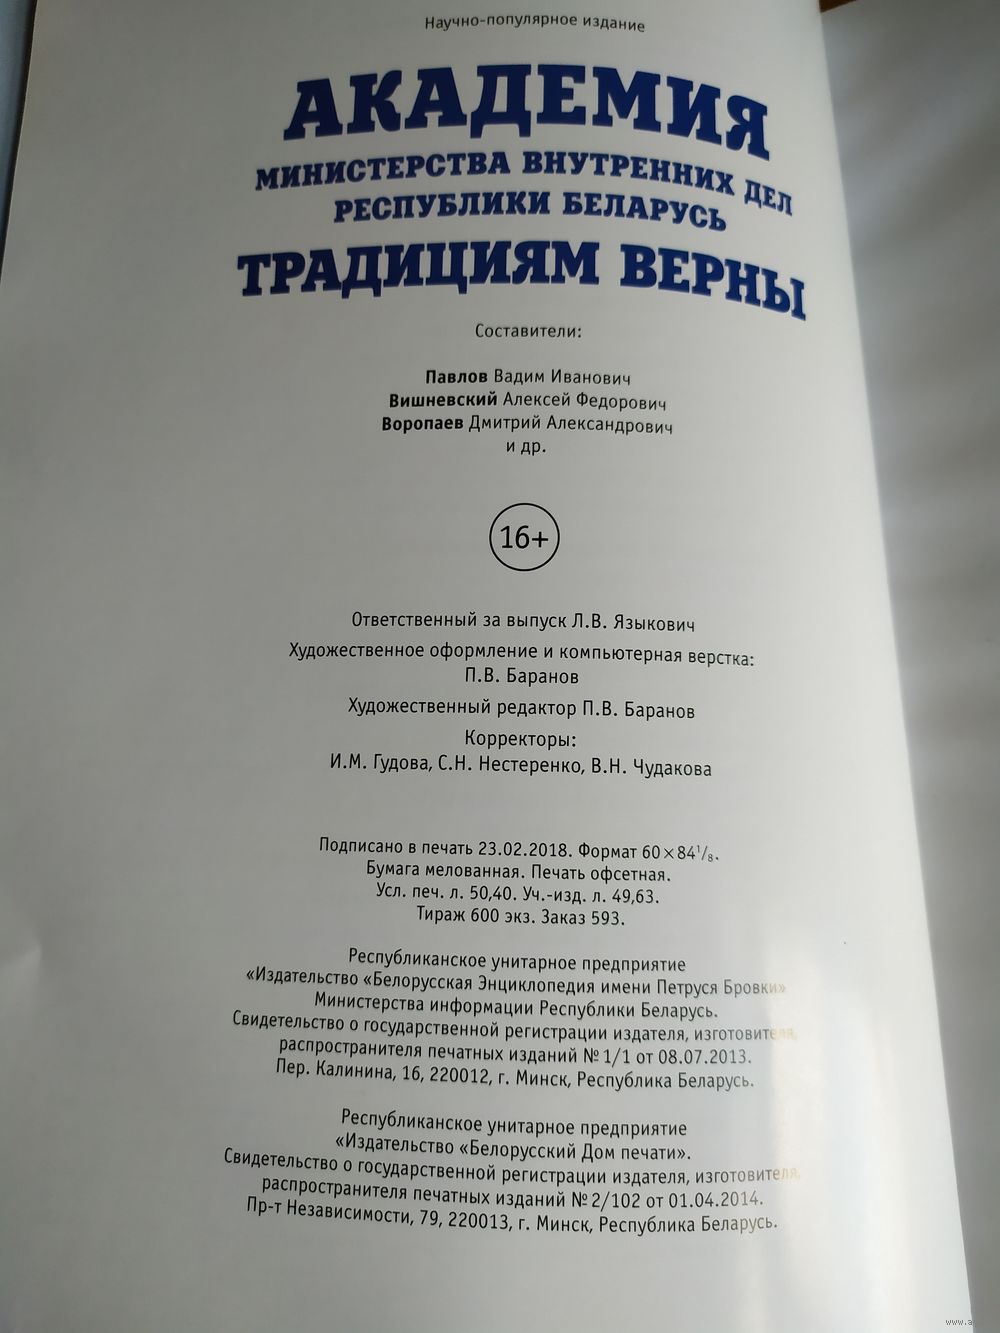 Научно-популярное издание
АКАДЕМИЯ
МИНИСТЕРСТВА ВНУТРЕННИХ ДЕЛ
РЕСПУБЛИКИ БЕЛАРУСЬ
ТРАДИЦИЯМ ВЕРНЫ
Составители:
Павлов Вадим Иванович
Вишневский Алексей Федорович
Воропаев Дмитрий Александрович
и др.
16+
Ответственный за выпуск Л.В. Языкович
Художественное оформление и компьютерная верстка:
П.В. Баранов
Художественный редактор П.В. Баранов
Корректоры:
И.М. Гудова, С.Н. Нестеренко, В.Н. Чудакова
Подписано в печать 23.02.2018. Формат 60×84¹/₈.
Бумага мелованная. Печать офсетная.
Усл. печ. л. 50,40. Уч.-изд. л. 49,63.
Тираж 600 экз. Заказ 593.
Республиканское унитарное предприятие
«Издательство «Белорусская Энциклопедия имени Петруся Бровки»
Министерства информации Республики Беларусь.
Свидетельство о государственной регистрации издателя, изготовителя,
распространителя печатных изданий № 1/1 от 08.07.2013.
Пер. Калинина, 16, 220012, г. Минск, Республика Беларусь.
Республиканское унитарное предприятие
«Издательство «Белорусский Дом печати».
Свидетельство о государственной регистрации издателя, изготовителя,
распространителя печатных изданий № 2/102 от 01.04.2014.
Пр-т Независимости, 79, 220013, г. Минск, Республика Беларусь.